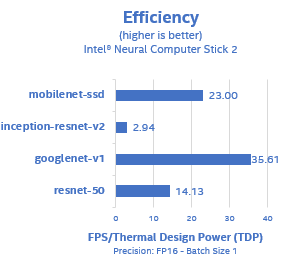 Efficiency
(higher is better)
Intel® Neural Computer Stick 2
mobilenet-ssd 23.00
inception-resnet-v2 2.94
googlenet-v1 35.61
resnet-50 14.13
0 10 20 30 40
FPS/Thermal Design Power (TDP)
Precision: FP16 - Batch Size 1